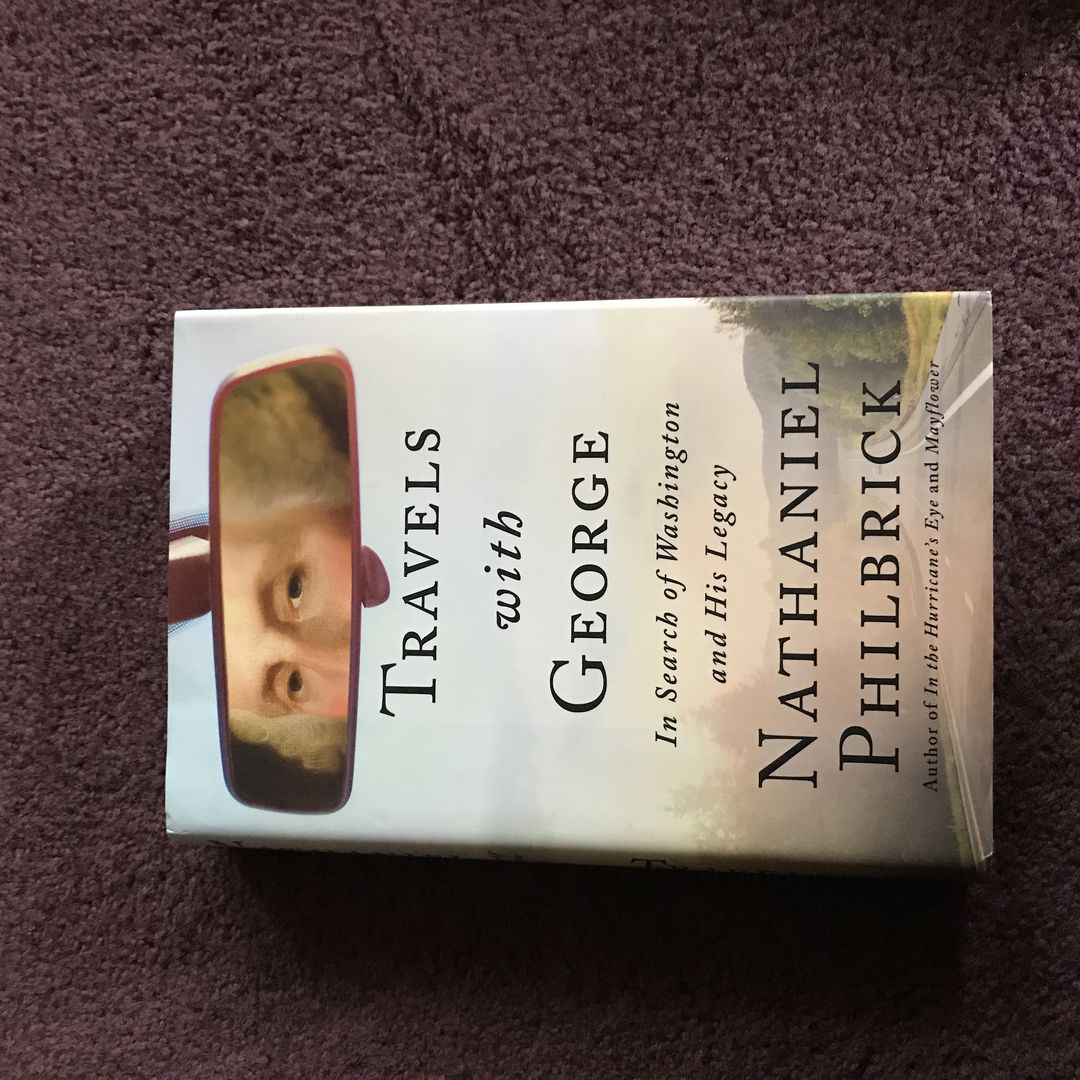 TRAVELS
with
GEORGE
In Search of Washington
and His Legacy
NATHANIEL
PHILBRICK
Author of In the Hurricane's Eye and Mayflower